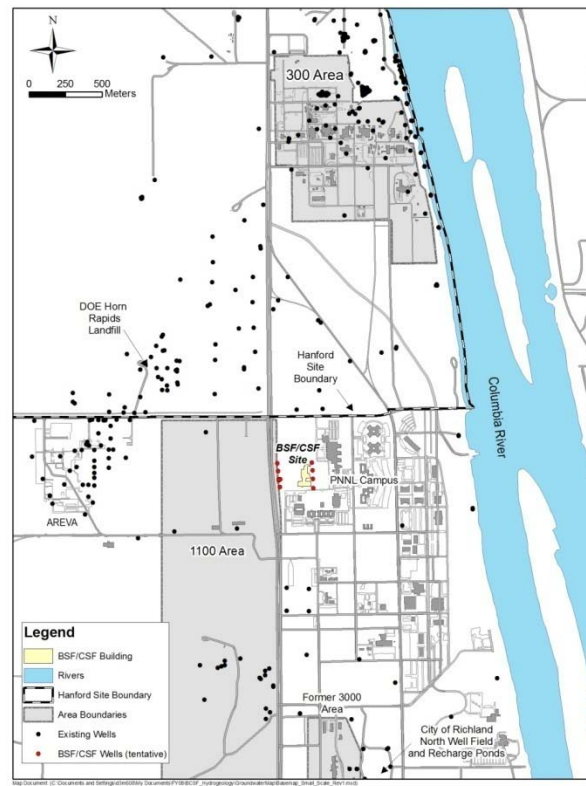 N
0 250 500
Meters
300 Area
DOE Horn
Rapids
Landfill
Hanford
Site
Boundary
Columbia River
BSF/CSF
Site
PNNL Campus
AREVA
1100 Area
Former 3000
Area
City of Richland
North Well Field
and Recharge Ponds
Legend
BSF/CSF Building
Rivers
Hanford Site Boundary
Area Boundaries
Existing Wells
BSF/CSF Wells (tentative)